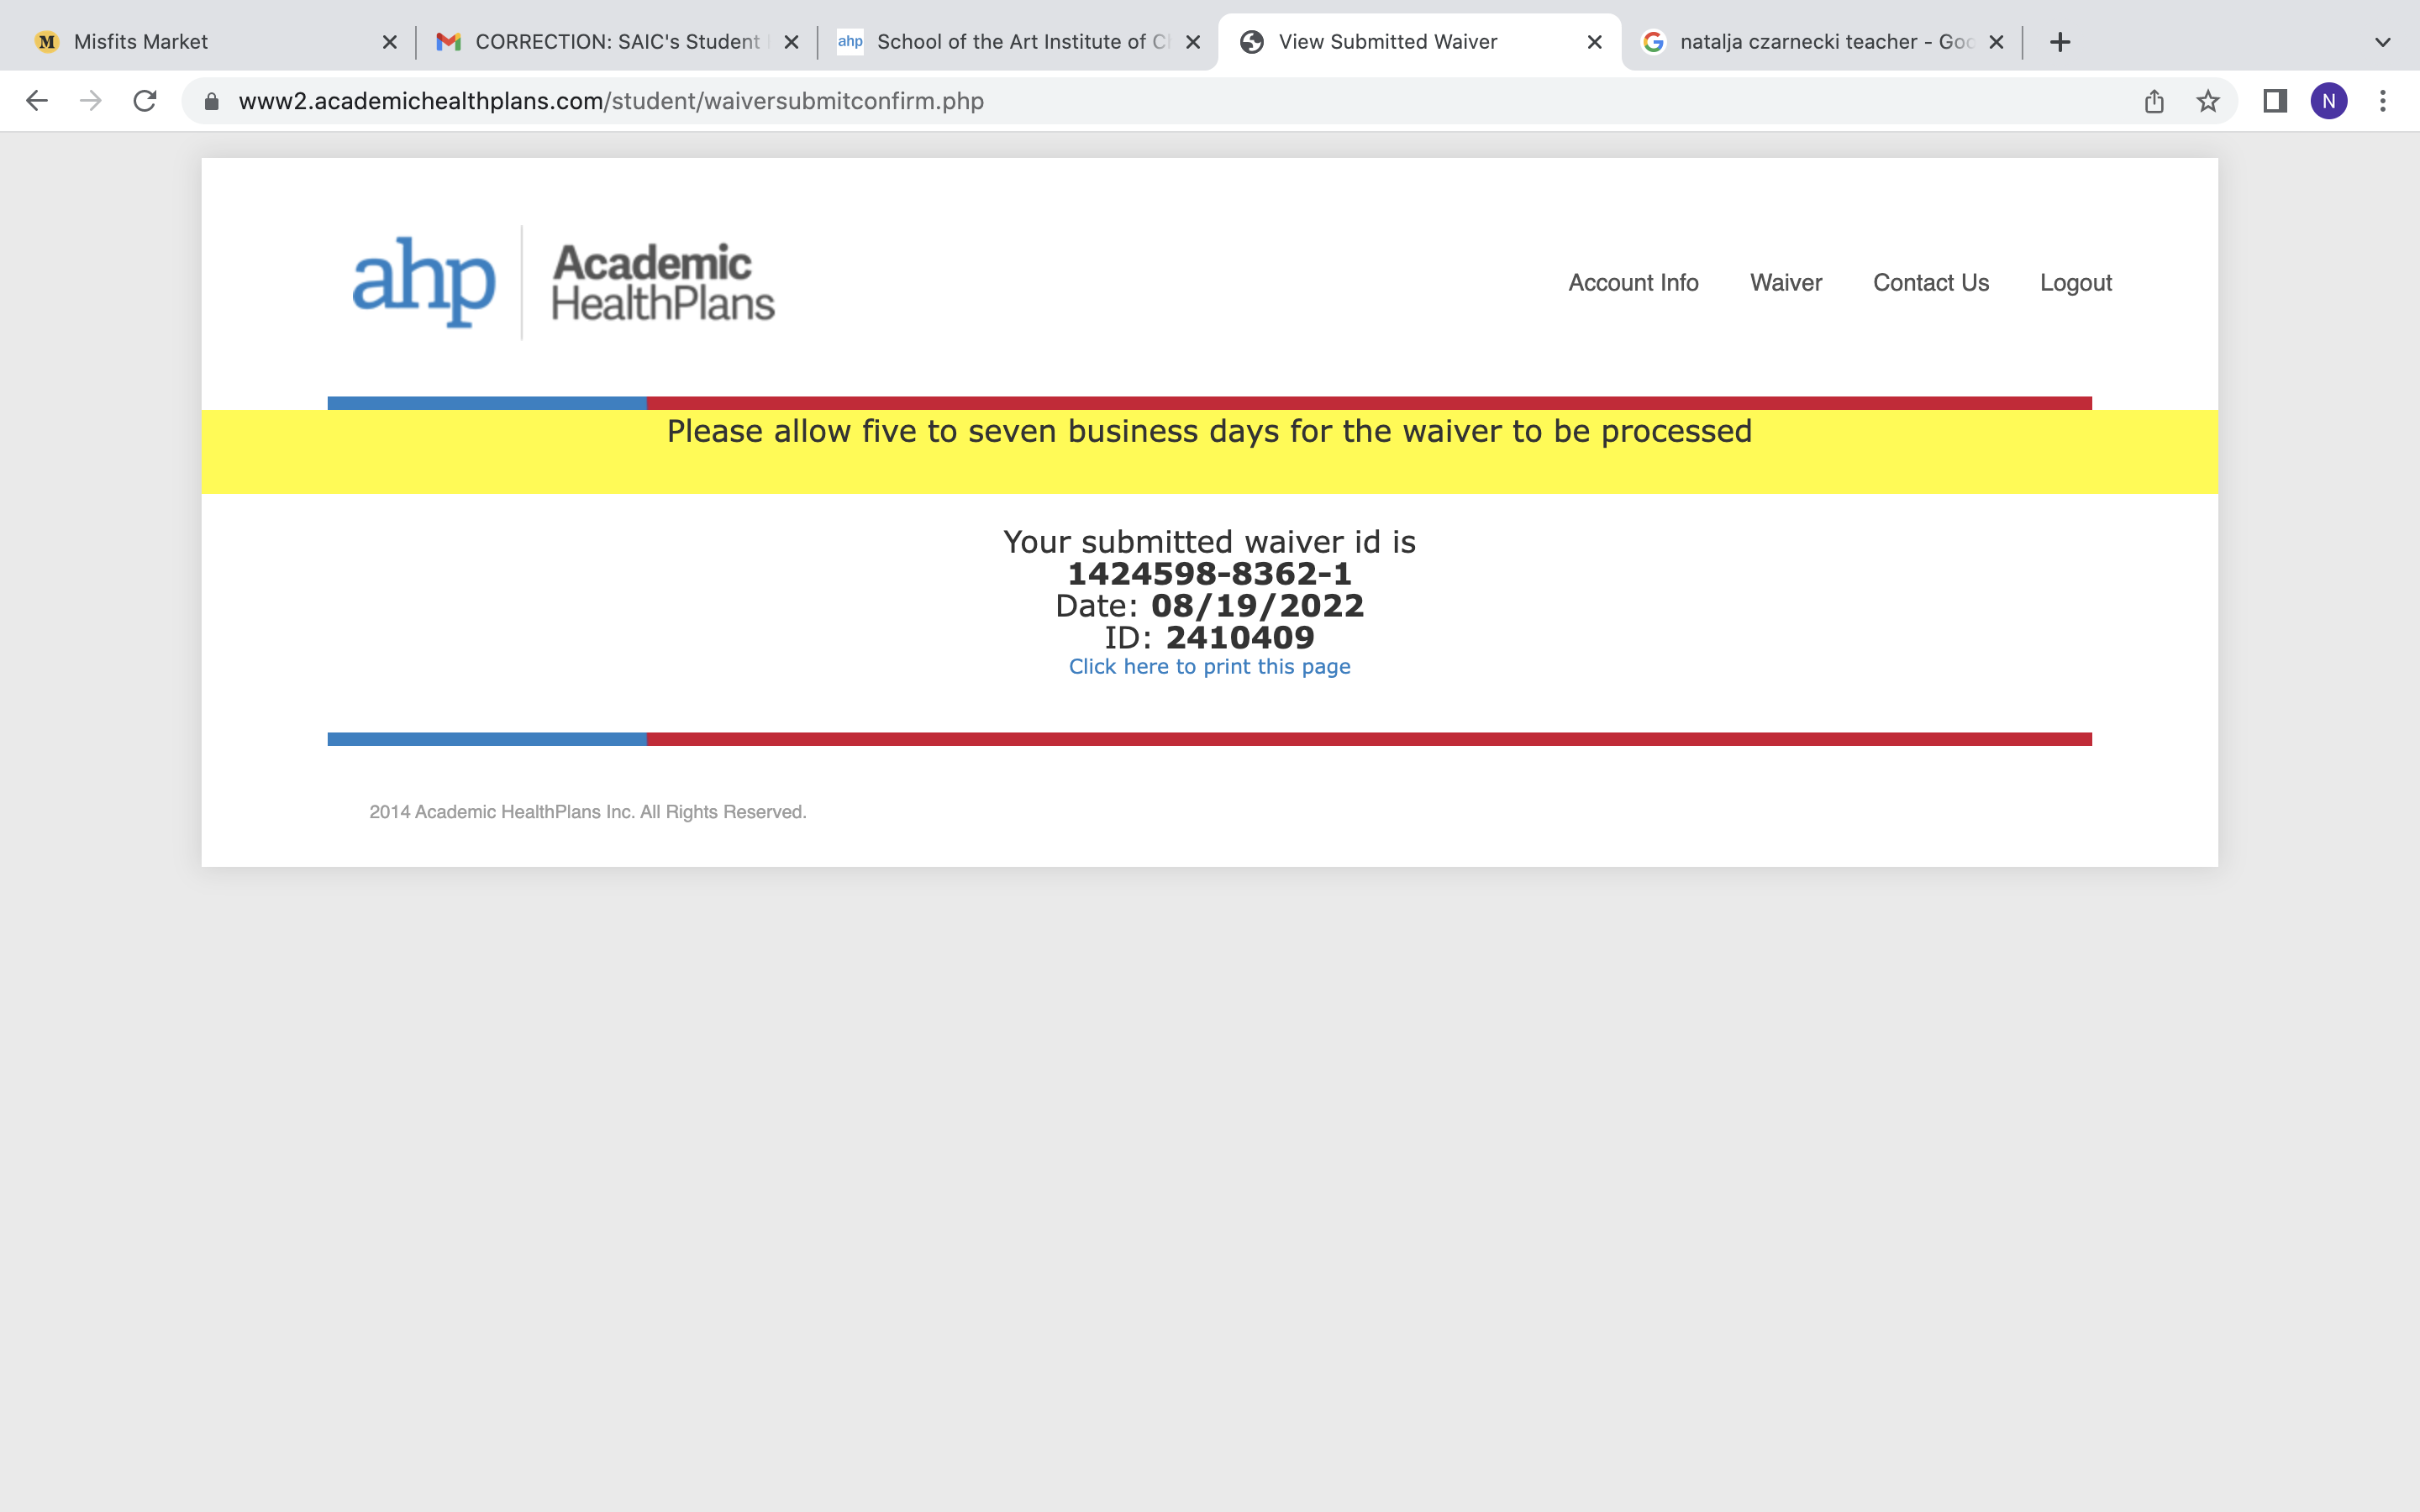 M Misfits Market
CORRECTION: SAIC's Student
ahp School of the Art Institute of C
View Submitted Waiver
G natalja czarnecki teacher - Goo
www2.academichealthplans.com/student/waiversubmitconfirm.php
N
ahp Academic
HealthPlans
Account Info Waiver Contact Us Logout
Please allow five to seven business days for the waiver to be processed
Your submitted waiver id is
1424598-8362-1
Date: 08/19/2022
ID: 2410409
Click here to print this page
2014 Academic HealthPlans Inc. All Rights Reserved.